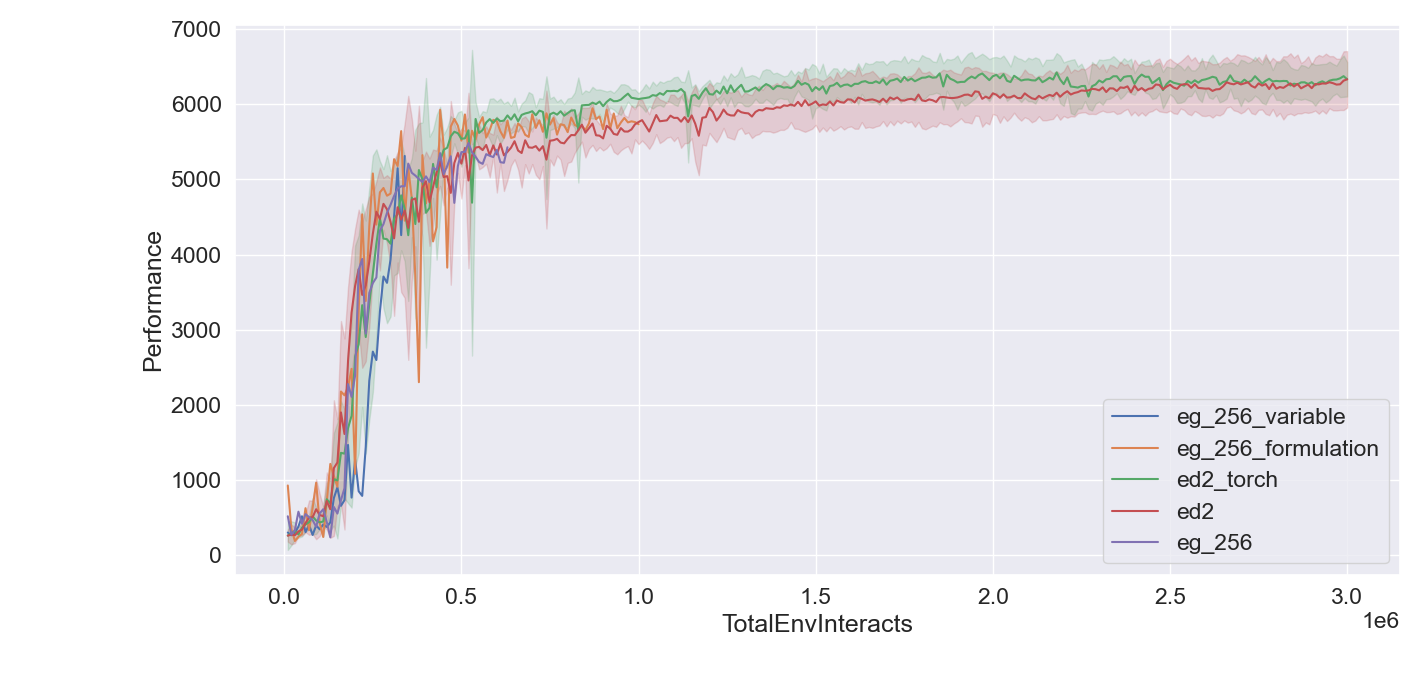 7000
6000
5000
4000
3000
2000
1000
0
Performance
0.0 0.5 1.0 1.5 2.0 2.5 3.0
1e6
TotalEnvInteracts
eg_256_variable
eg_256_formulation
ed2_torch
ed2
eg_256